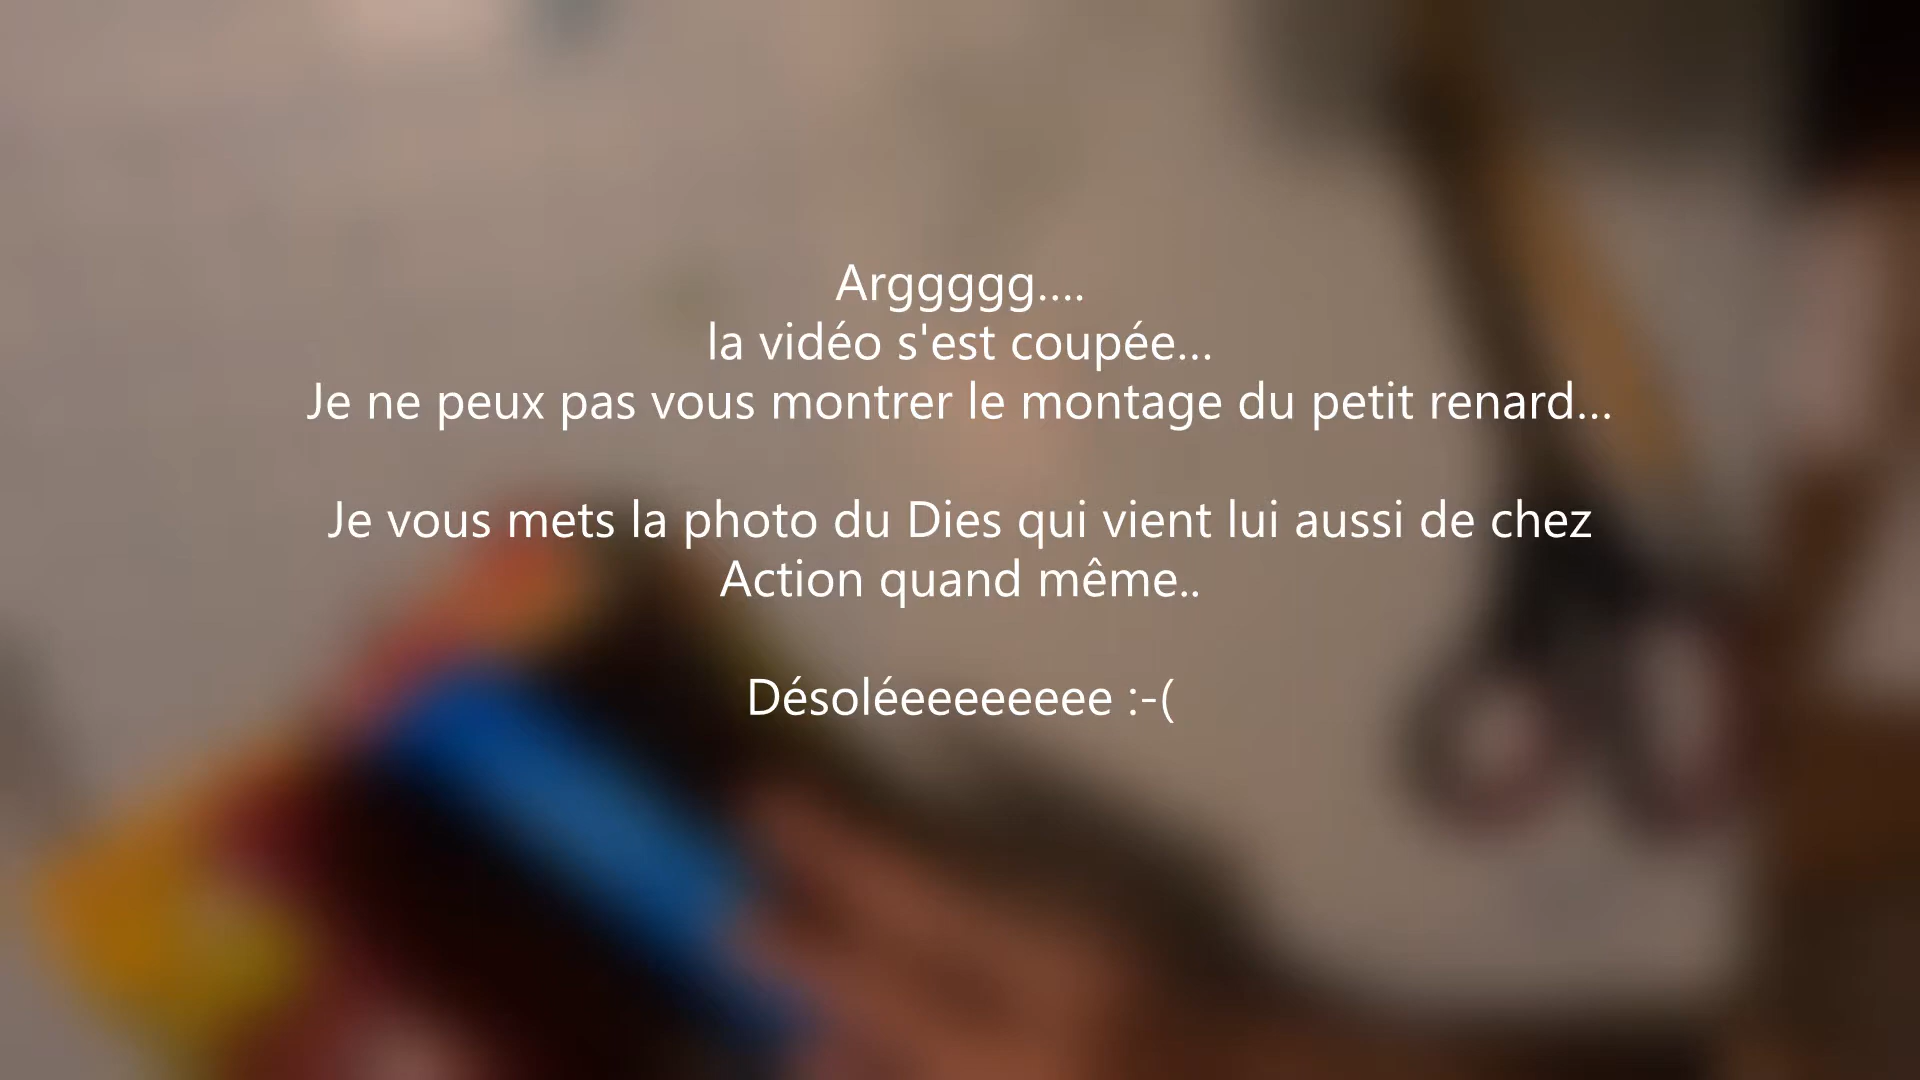 Arggggg....
la vidéo s'est coupée...
Je ne peux pas vous montrer le montage du petit renard...
Je vous mets la photo du Dies qui vient lui aussi de chez
Action quand même..
Désoléeeeeeeee :-(